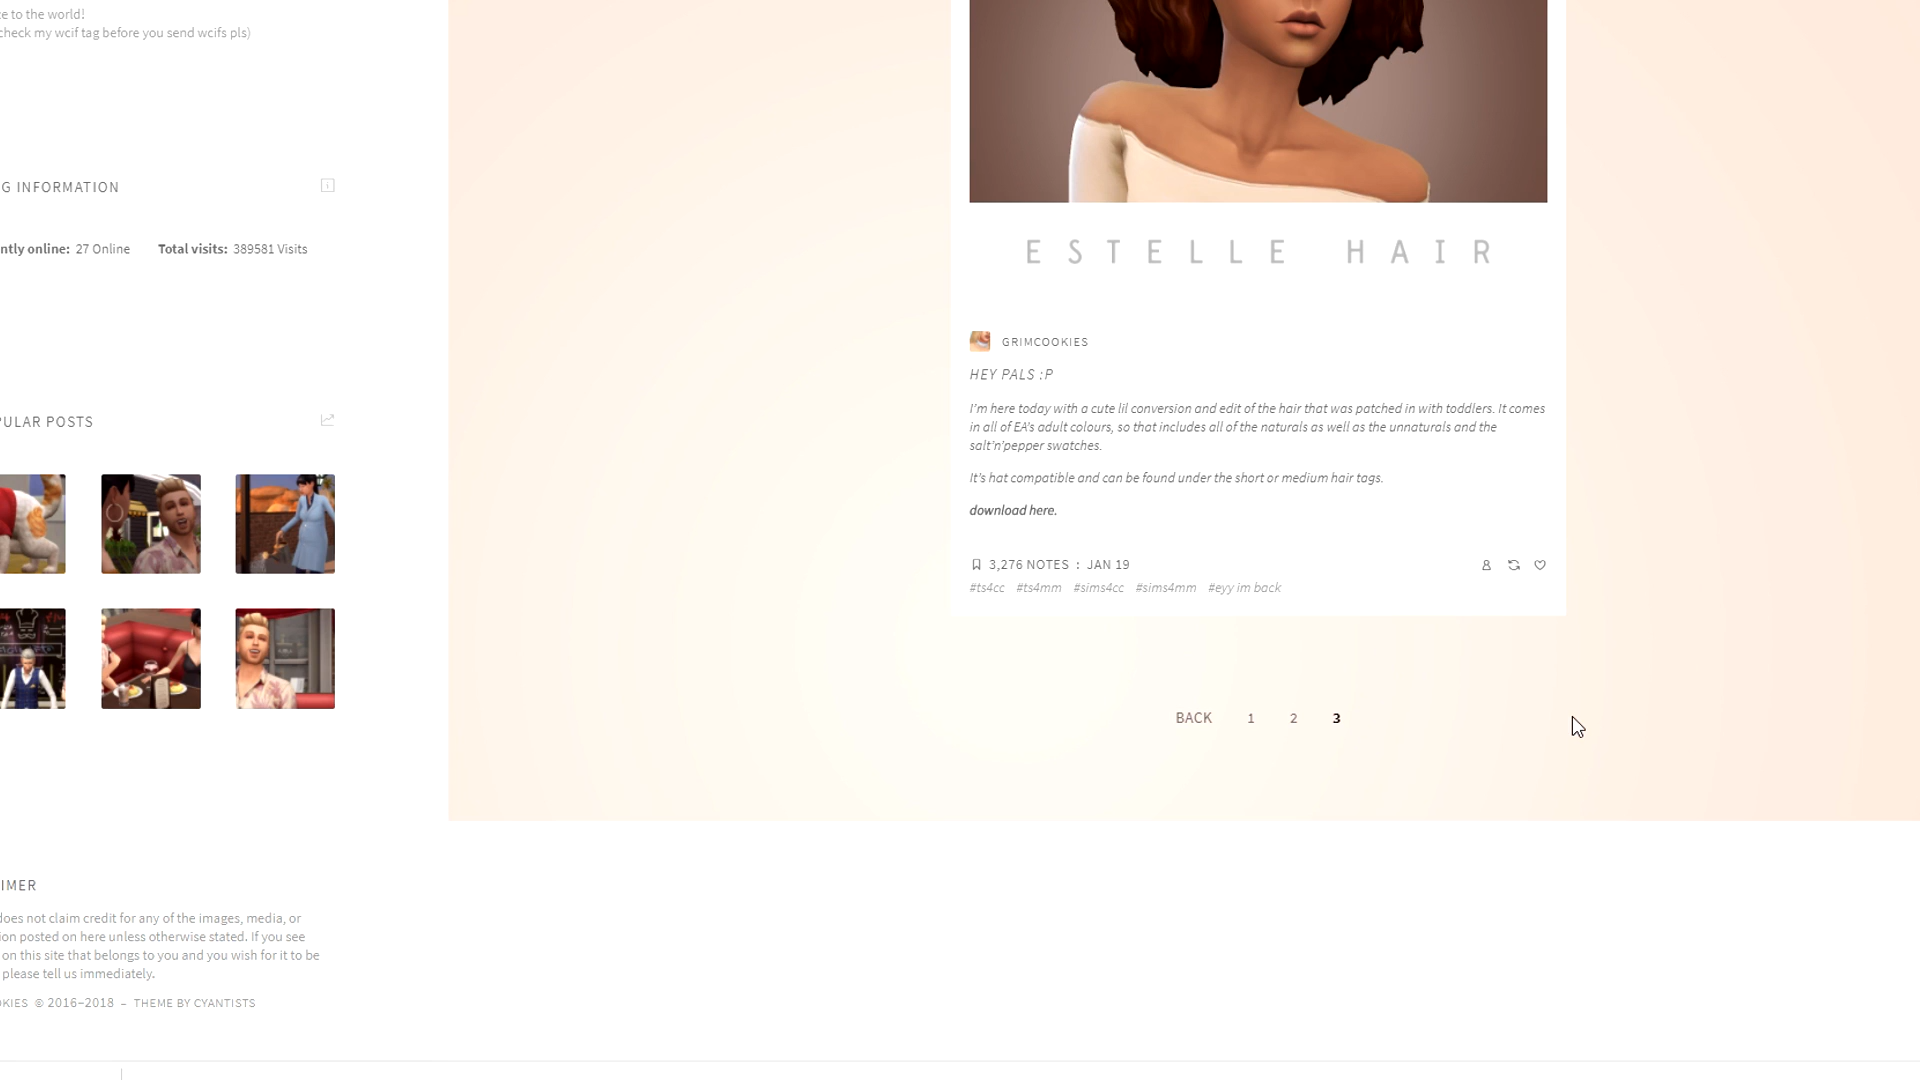 e to the world!
check my wcif tag before you send wcifs pls)
G INFORMATION
ntly online: 27 Online Total visits: 389581 Visits
PULAR POSTS
IMER
does not claim credit for any of the images, media, or
ion posted on here unless otherwise stated. If you see
on this site that belongs to you and you wish for it to be
please tell us immediately.
OKIES © 2016–2018 – THEME BY CYANTISTS
ESTELLE HAIR
GRIMCOOKIES
HEY PALS :P
I'm here today with a cute lil conversion and edit of the hair that was patched in with toddlers. It comes
in all of EA's adult colours, so that includes all of the naturals as well as the unnaturals and the
salt'n'pepper swatches.
It's hat compatible and can be found under the short or medium hair tags.
download here.
3,276 NOTES : JAN 19
#ts4cc #ts4mm #sims4cc #sims4mm #eyy im back
BACK 1 2 3